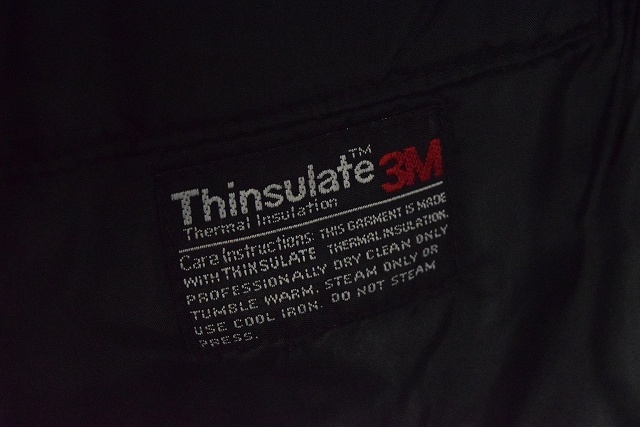 Thinsulate™ 3M
Thermal Insulation
Care Instructions: THIS GARMENT IS MADE
WITH THINSULATE THERMAL INSULATION.
PROFESSIONALLY DRY CLEAN ONLY
TUMBLE WARM. STEAM ONLY OR
USE COOL IRON. DO NOT STEAM
PRESS.